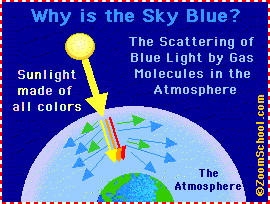 Why is the Sky Blue?
The Scattering of
Blue Light by Gas
Molecules in the
Atmosphere
Sunlight
made of
all colors
The
Atmosphere
©ZoomSchool.com